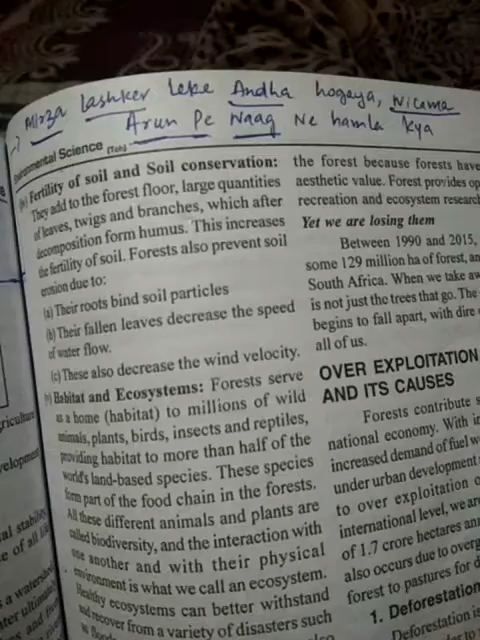 Mirza Lashker leke Andha hogaya, Nicama
Arun Pe Naag Ne hamla kya
Environmental Science
Fertility of soil and Soil conservation:
They add to the forest floor, large quantities
of leaves, twigs and branches, which after
decomposition form humus. This increases
the fertility of soil. Forests also prevent soil
erosion due to:
(a) Their roots bind soil particles
(b) Their fallen leaves decrease the speed
of water flow.
(c) These also decrease the wind velocity.
Habitat and Ecosystems: Forests serve
as a home (habitat) to millions of wild
animals, plants, birds, insects and reptiles,
providing habitat to more than half of the
world's land-based species. These species
form part of the food chain in the forests.
All these different animals and plants are
called biodiversity, and the interaction with
one another and with their physical
environment is what we call an ecosystem.
Healthy ecosystems can better withstand
and recover from a variety of disasters such
the forest because forests have
aesthetic value. Forest provides op
recreation and ecosystem research
Yet we are losing them
Between 1990 and 2015,
some 129 million ha of forest, an
South Africa. When we take aw
is not just the trees that go. The
begins to fall apart, with dire
all of us.
OVER EXPLOITATION
AND ITS CAUSES
Forests contribute s
national economy. With in
increased demand of fuel w
under urban development
to over exploitation o
international level, we are
of 1.7 crore hectares an
also occurs due to overg
forest to pastures for d
1. Deforestation
Deforestation is